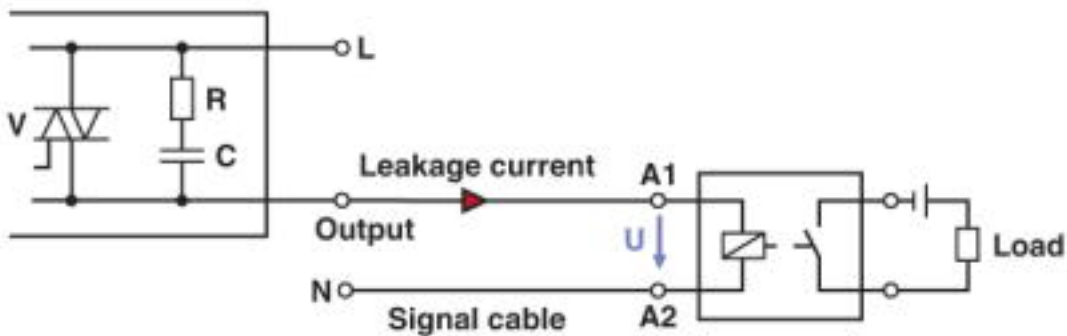 L
R
V
C
Leakage current
A1
Output
U
Load
N
Signal cable
A2